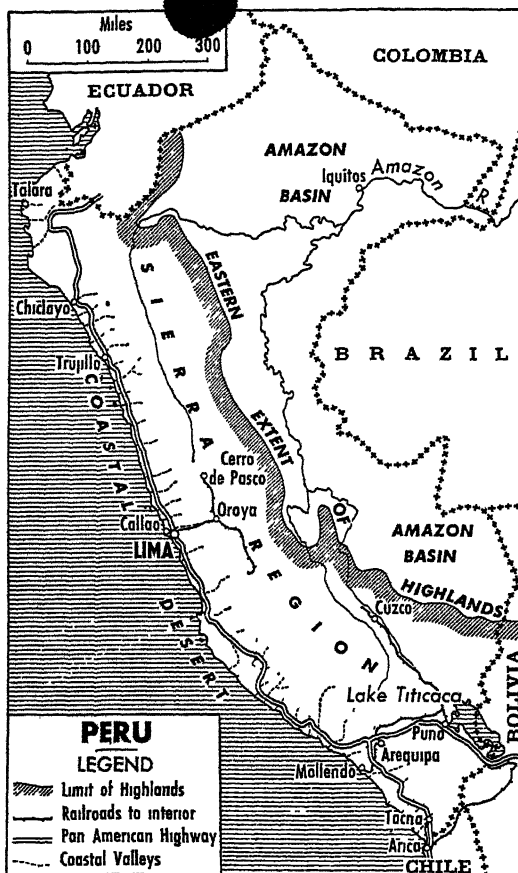 Miles
0 100 200 300
COLOMBIA
ECUADOR
AMAZON
BASIN
Iquitos
Amazon
R.
Talara
SIERRA
EASTERN
Chiclayo
BRAZIL
Trujillo
COASTAL
EXTENT
Cerro
de Pasco
Oroya
OF
Callao
LIMA
AMAZON
BASIN
REGION
HIGHLANDS
Cuzco
DESERT
Lake Titicaca
BOLIVIA
Puno
Arequipa
Mollendo
Tacna
Arica
CHILE
PERU
LEGEND
Limit of Highlands
Railroads to interior
Pan American Highway
Coastal Valleys